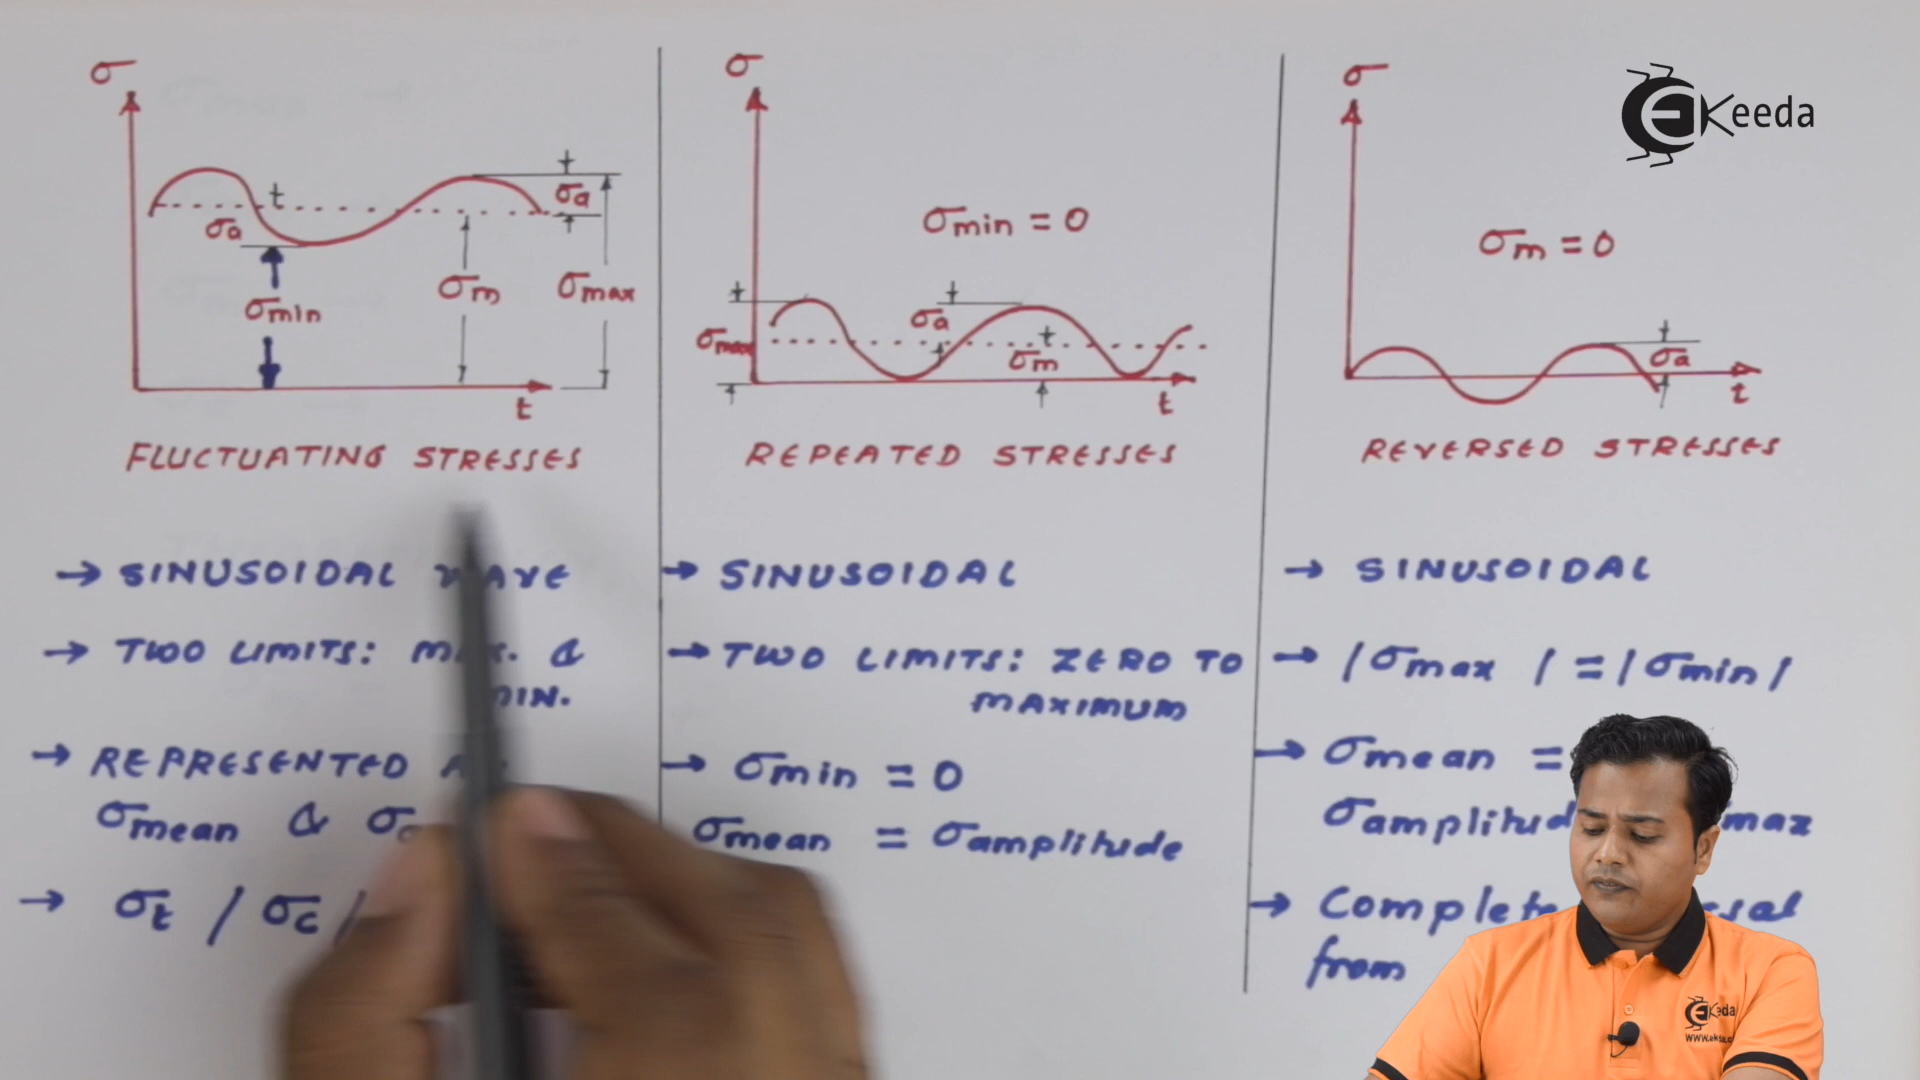 σ
t
σa
σa
σmin
σm
σmax
t
FLUCTUATING STRESSES
→ SINUSOIDAL
→ TWO LIMITS: &
→ REPRESENTED
σmean &
→ σt / σc /
σ
σmin = 0
σmax
σa
σm
t
REPEATED STRESSES
→ SINUSOIDAL
→ TWO LIMITS: ZERO TO
MAXIMUM
→ σmin = 0
σmean = σamplitude
σ
σm = 0
σa
t
REVERSED STRESSES
→ SINUSOIDAL
→ |σmax| = |σmin|
→ σmean =
→
from
EKeeda
EKeeda